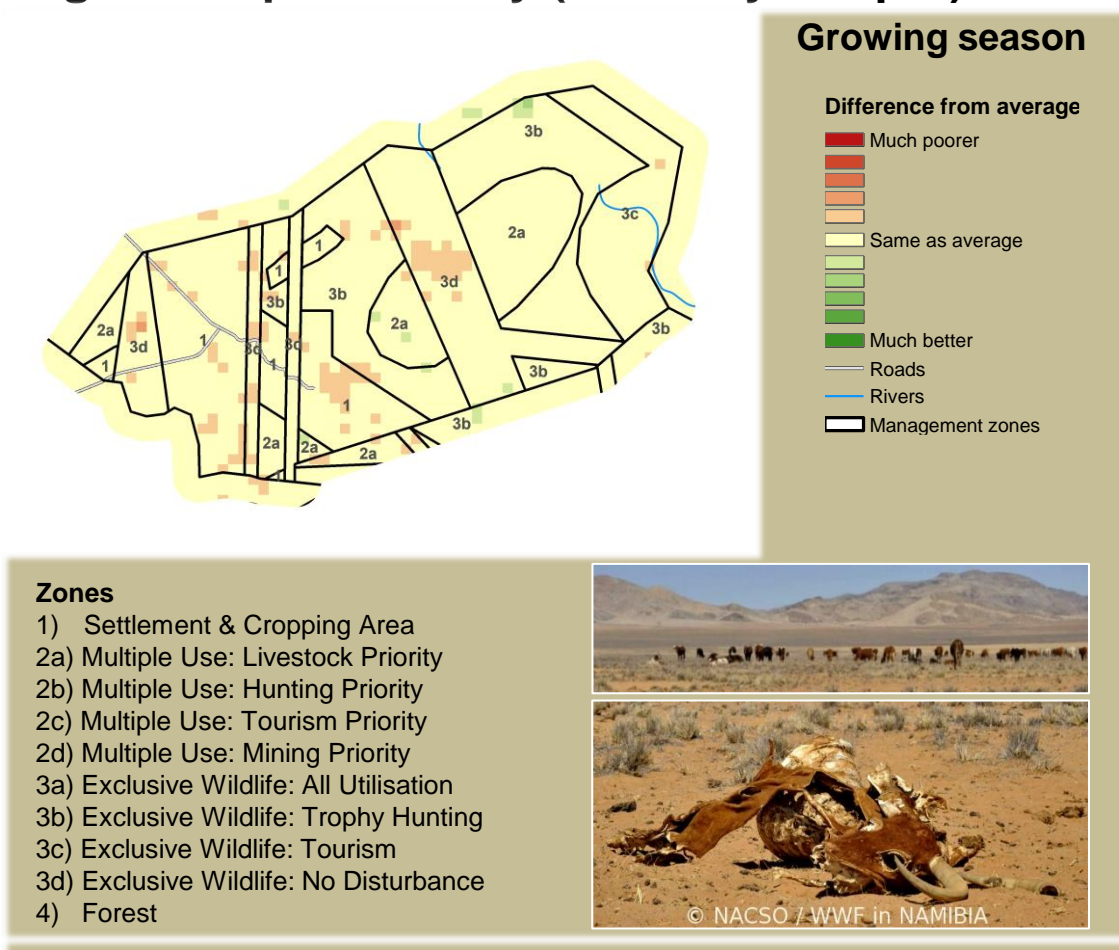 Growing season
Difference from average
Much poorer
Same as average
Much better
Roads
Rivers
Management zones
3b
3c
2a
1
1
3d
3b
3b
2a
2a
3d
1
3d
3d
1
1
3b
3b
1
3b
2a
2a
2a
1
Zones
1) Settlement & Cropping Area
2a) Multiple Use: Livestock Priority
2b) Multiple Use: Hunting Priority
2c) Multiple Use: Tourism Priority
2d) Multiple Use: Mining Priority
3a) Exclusive Wildlife: All Utilisation
3b) Exclusive Wildlife: Trophy Hunting
3c) Exclusive Wildlife: Tourism
3d) Exclusive Wildlife: No Disturbance
4) Forest
© NACSO / WWF in NAMIBIA